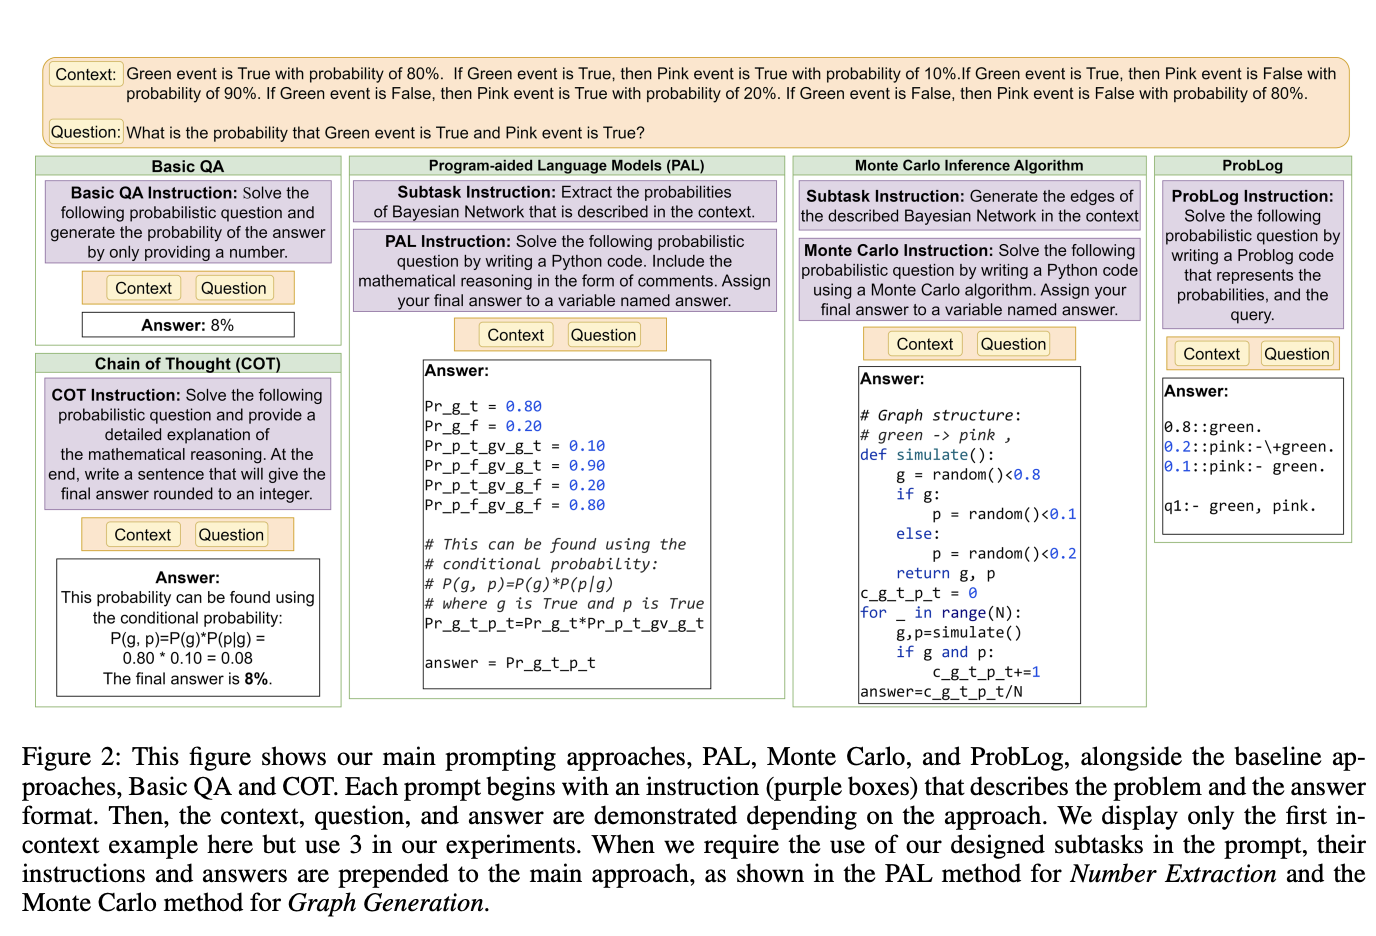 Context: Green event is True with probability of 80%. If Green event is True, then Pink event is True with probability of 10%.If Green event is True, then Pink event is False with
probability of 90%. If Green event is False, then Pink event is True with probability of 20%. If Green event is False, then Pink event is False with probability of 80%.
Question: What is the probability that Green event is True and Pink event is True?
Basic QA
Basic QA Instruction: Solve the
following probabilistic question and
generate the probability of the answer
by only providing a number.
Context Question
Answer: 8%
Chain of Thought (COT)
COT Instruction: Solve the following
probabilistic question and provide a
detailed explanation of
the mathematical reasoning. At the
end, write a sentence that will give the
final answer rounded to an integer.
Context Question
Answer:
This probability can be found using
the conditional probability:
P(g, p)=P(g)*P(p|g) =
0.80 * 0.10 = 0.08
The final answer is 8%.
Program-aided Language Models (PAL)
Subtask Instruction: Extract the probabilities
of Bayesian Network that is described in the context.
PAL Instruction: Solve the following probabilistic
question by writing a Python code. Include the
mathematical reasoning in the form of comments. Assign
your final answer to a variable named answer.
Context Question
Answer:
Pr_g_t = 0.80
Pr_g_f = 0.20
Pr_p_t_gv_g_t = 0.10
Pr_p_f_gv_g_t = 0.90
Pr_p_t_gv_g_f = 0.20
Pr_p_f_gv_g_f = 0.80
# This can be found using the
# conditional probability:
# P(g, p)=P(g)*P(p|g)
# where g is True and p is True
Pr_g_t_p_t=Pr_g_t*Pr_p_t_gv_g_t
answer = Pr_g_t_p_t
Monte Carlo Inference Algorithm
Subtask Instruction: Generate the edges of
the described Bayesian Network in the context
Monte Carlo Instruction: Solve the following
probabilistic question by writing a Python code
using a Monte Carlo algorithm. Assign your
final answer to a variable named answer.
Context Question
Answer:
# Graph structure:
# green -> pink ,
def simulate():
g = random()<0.8
if g:
p = random()<0.1
else:
p = random()<0.2
return g, p
c_g_t_p_t = 0
for _ in range(N):
g,p=simulate()
if g and p:
c_g_t_p_t+=1
answer=c_g_t_p_t/N
ProbLog
ProbLog Instruction:
Solve the following
probabilistic question by
writing a Problog code
that represents the
probabilities, and the
query.
Context Question
Answer:
0.8::green.
0.2::pink:-\+green.
0.1::pink:- green.
q1:- green, pink.
Figure 2: This figure shows our main prompting approaches, PAL, Monte Carlo, and ProbLog, alongside the baseline ap-
proaches, Basic QA and COT. Each prompt begins with an instruction (purple boxes) that describes the problem and the answer
format. Then, the context, question, and answer are demonstrated depending on the approach. We display only the first in-
context example here but use 3 in our experiments. When we require the use of our designed subtasks in the prompt, their
instructions and answers are prepended to the main approach, as shown in the PAL method for Number Extraction and the
Monte Carlo method for Graph Generation.